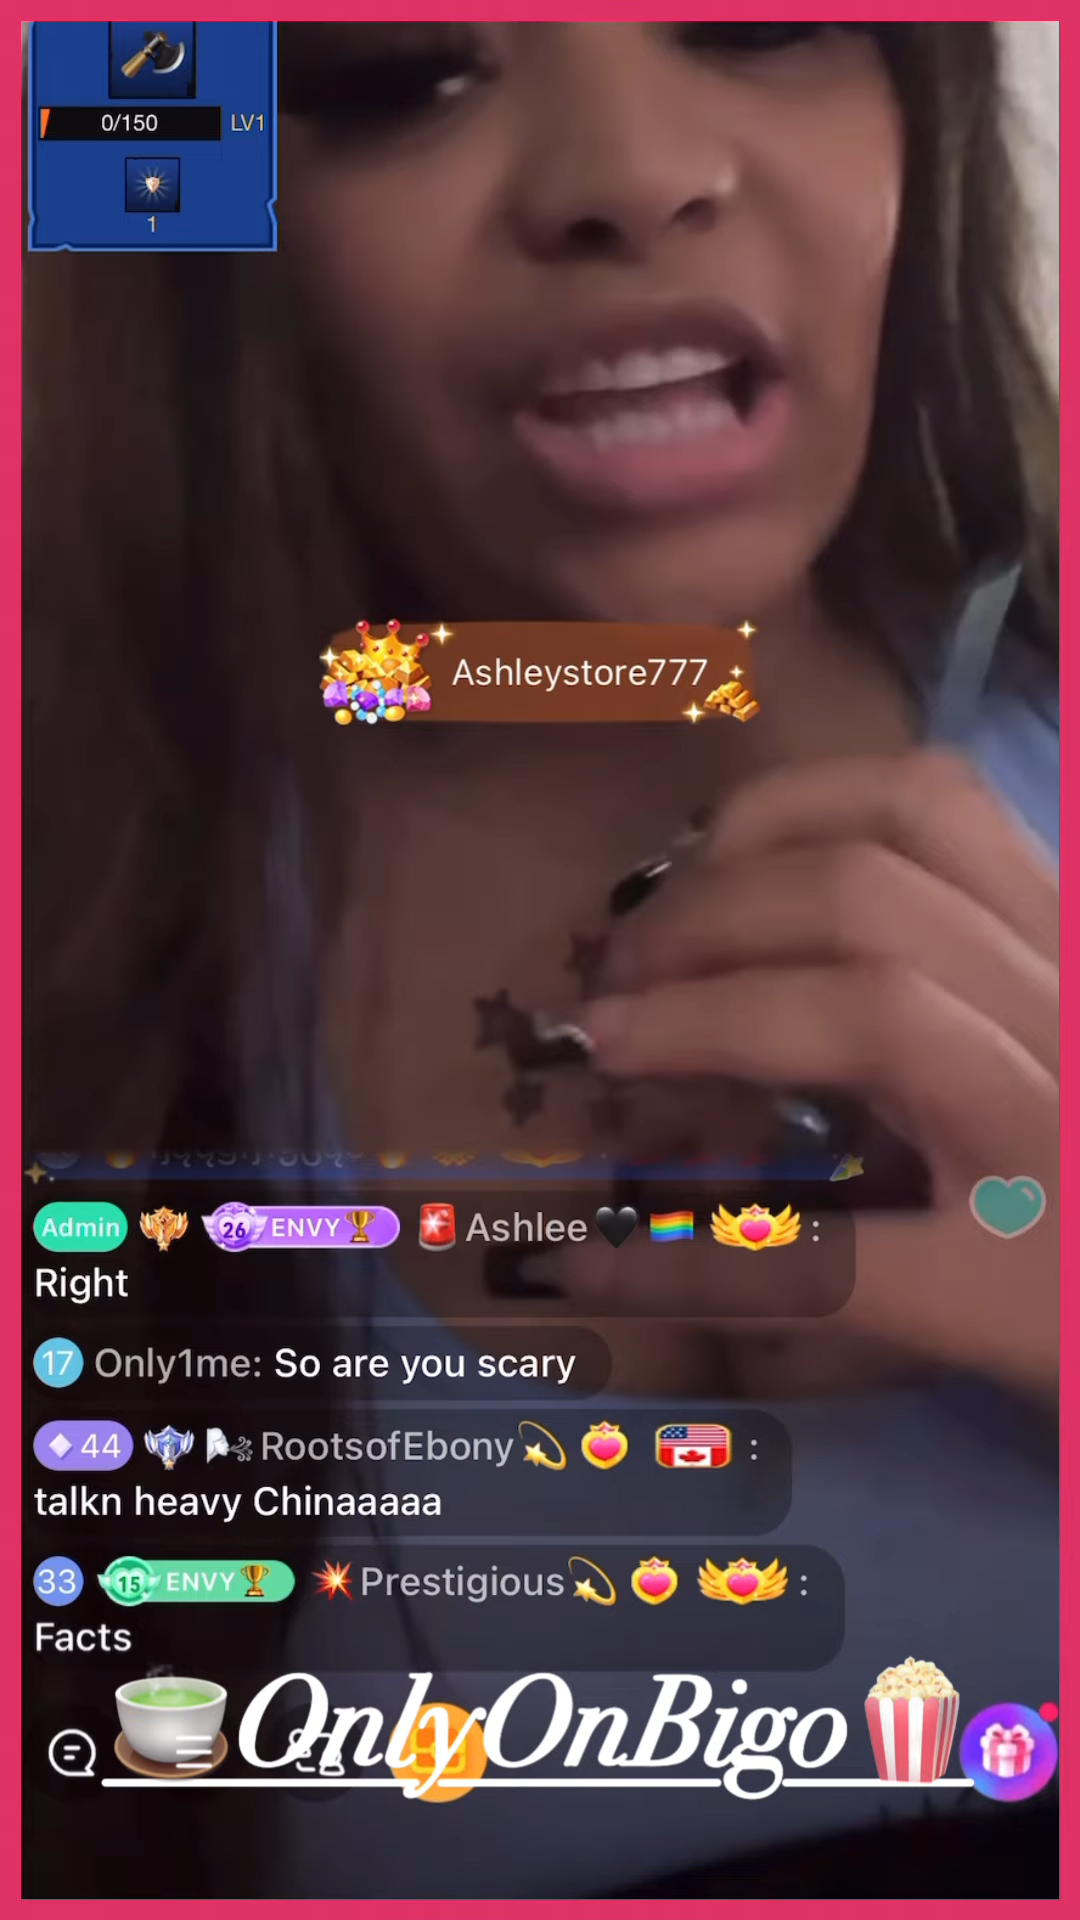 0/150 LV1
1
Ashleystore777
Admin 26 ENVY🏆 🚨Ashlee🖤🏳️‍🌈 :
Right
17 Only1me: So are you scary
44 🌬RootsofEbony💫 :
talkn heavy Chinaaaaa
33 15 ENVY🏆 💥Prestigious💫 :
Facts
🍵OnlyOnBigo🍿